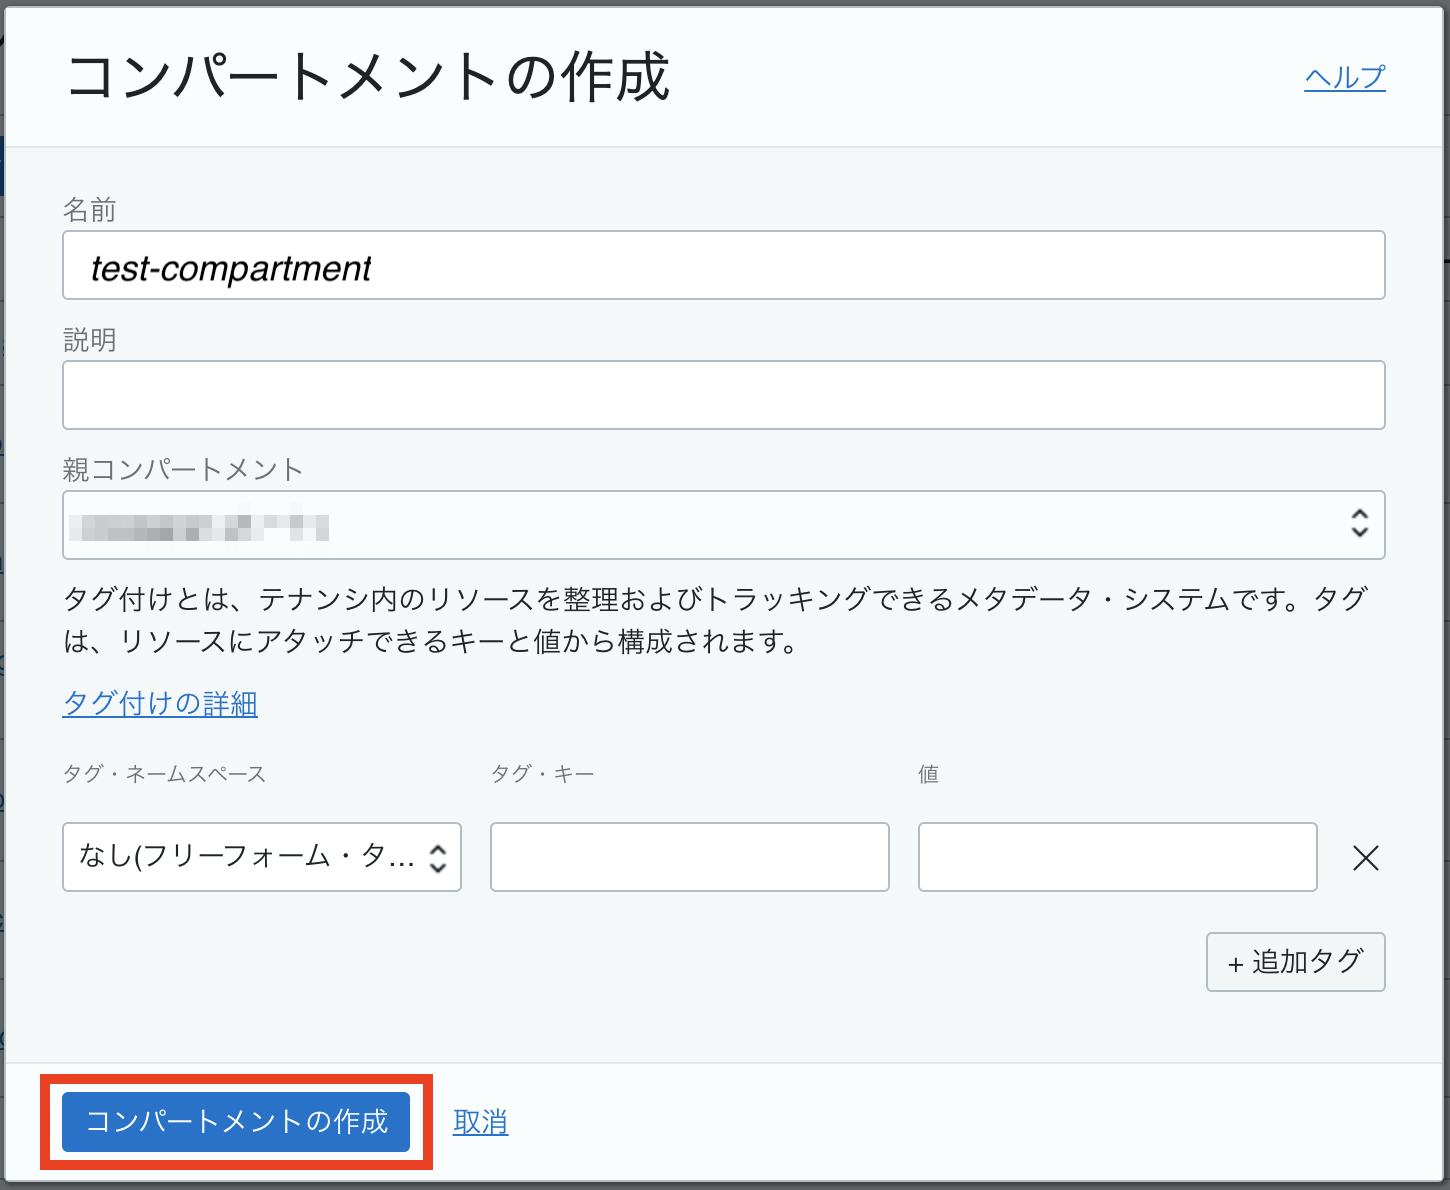 コンパートメントの作成
ヘルプ
名前
test-compartment
説明
親コンパートメント
タグ付けとは、テナンシ内のリソースを整理およびトラッキングできるメタデータ・システムです。タグ
は、リソースにアタッチできるキーと値から構成されます。
タグ付けの詳細
タグ・ネームスペース
タグ・キー
値
なし(フリーフォーム・タ...
+ 追加タグ
コンパートメントの作成
取消